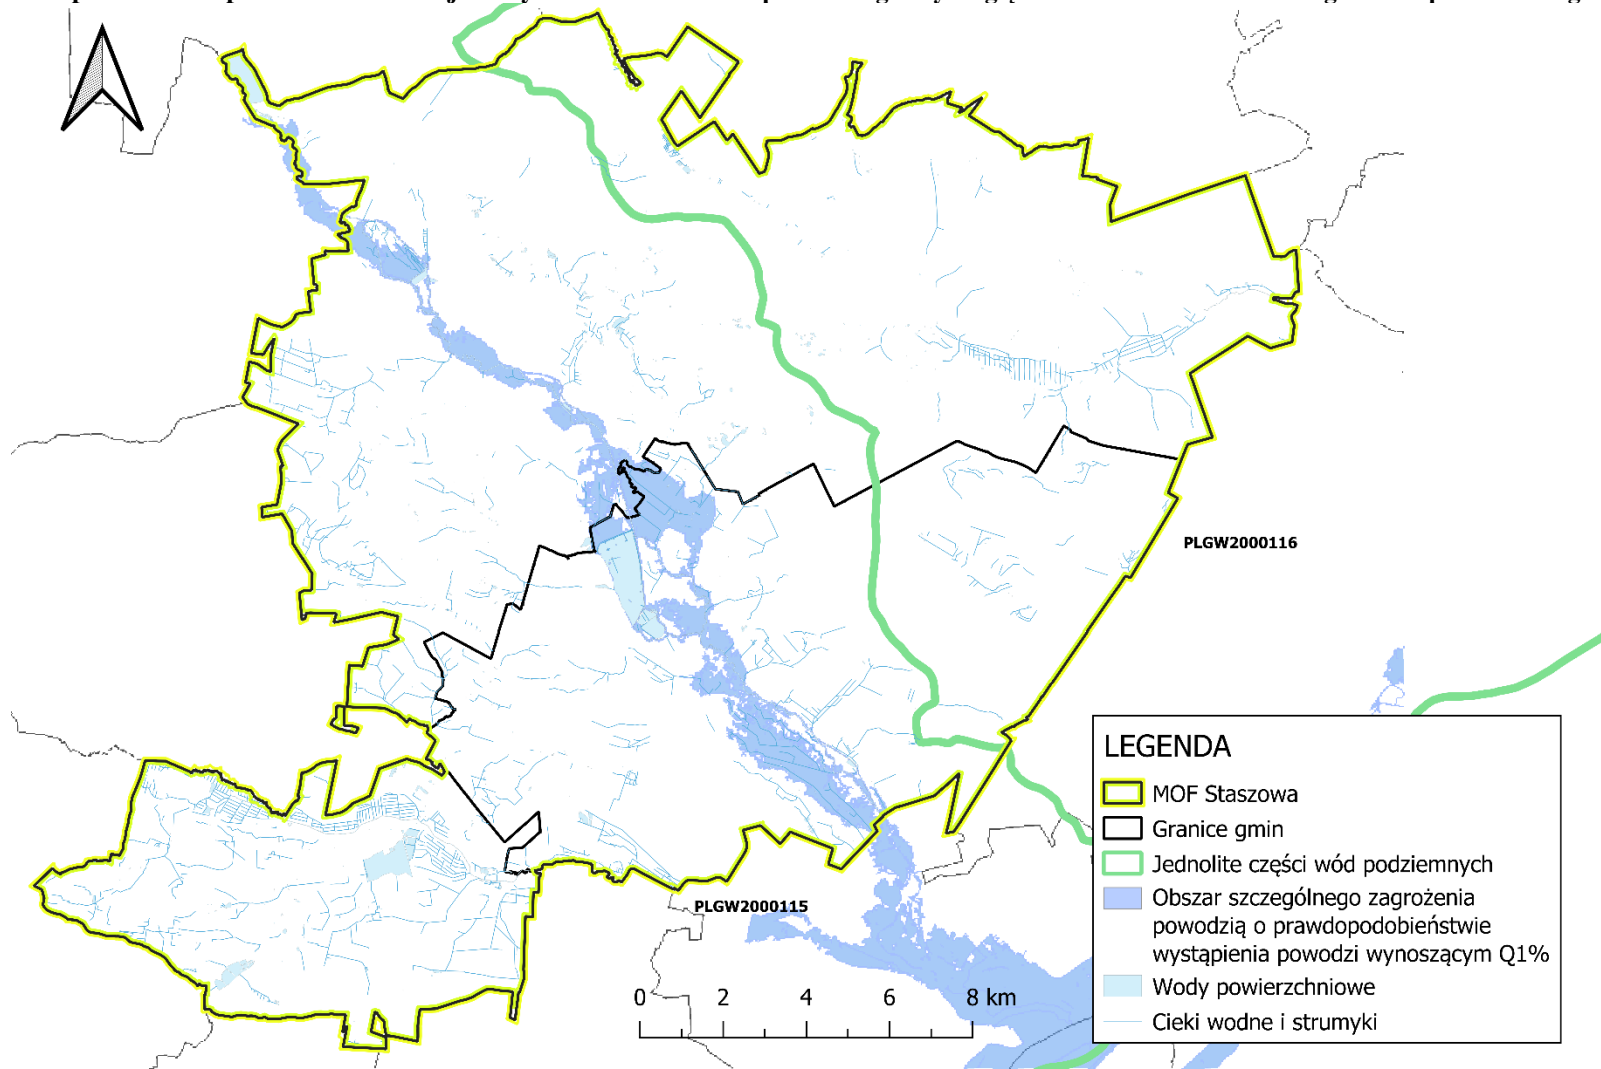 PLGW2000116
PLGW2000115
0 2 4 6 8 km
LEGENDA
MOF Staszowa
Granice gmin
Jednolite części wód podziemnych
Obszar szczególnego zagrożenia
powodzią o prawdopodobieństwie
wystąpienia powodzi wynoszącym Q1%
Wody powierzchniowe
Cieki wodne i strumyki